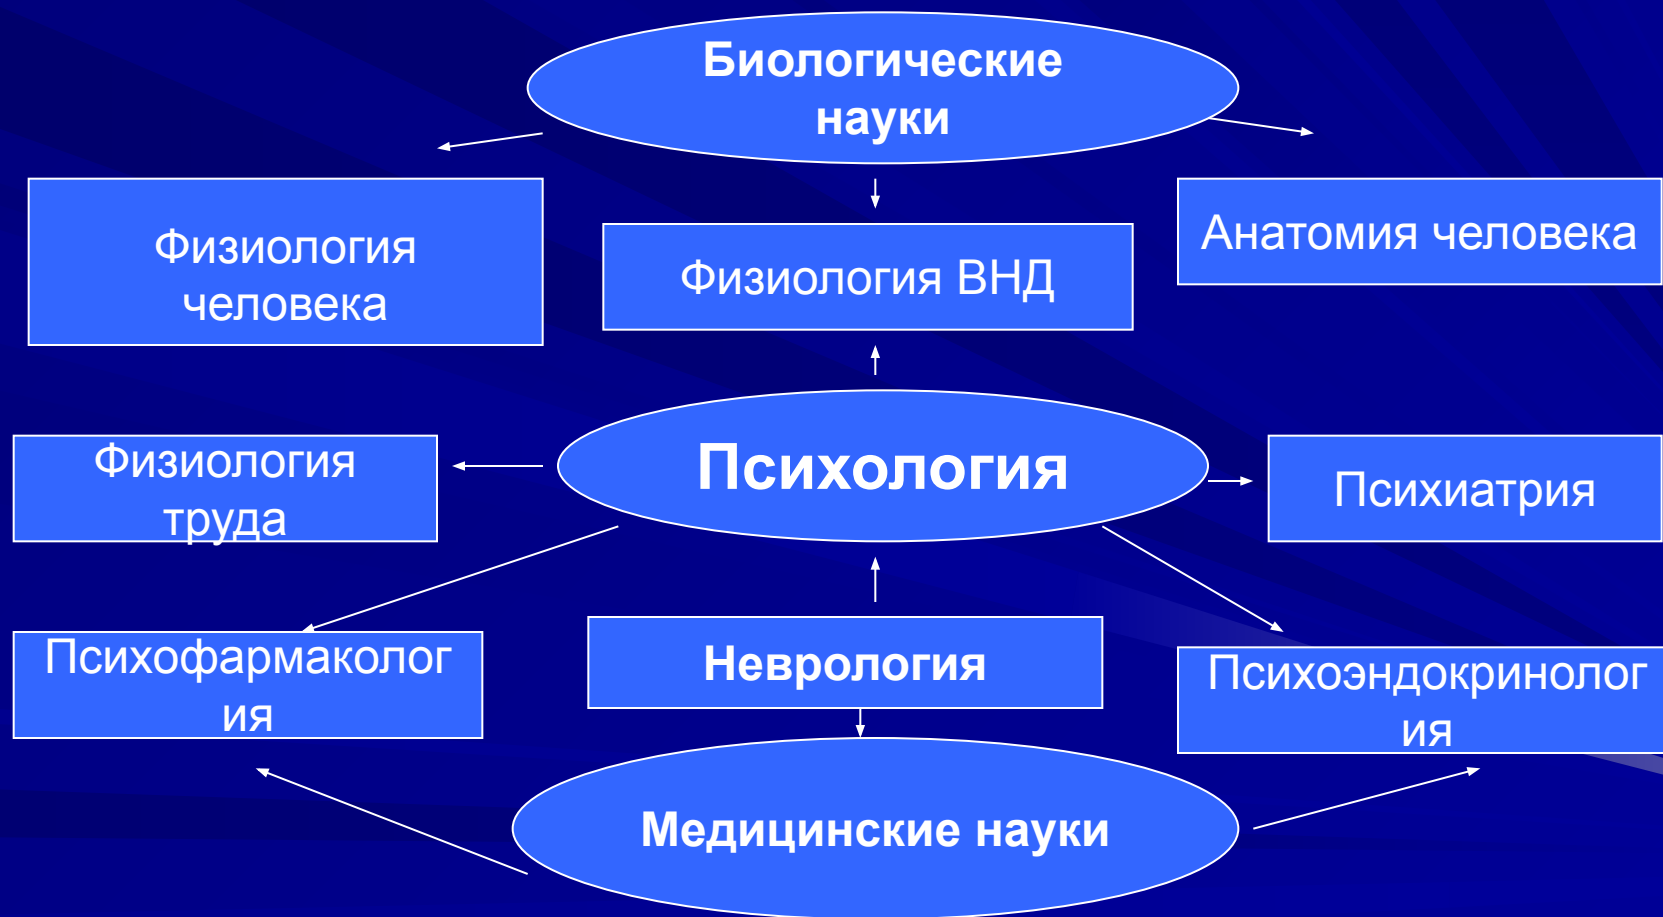 Биологические
науки
Физиология
человека
Физиология ВНД
Анатомия человека
Физиология
труда
Психология
Психиатрия
Психофармаколог
ия
Неврология
Психоэндокринолог
ия
Медицинские науки